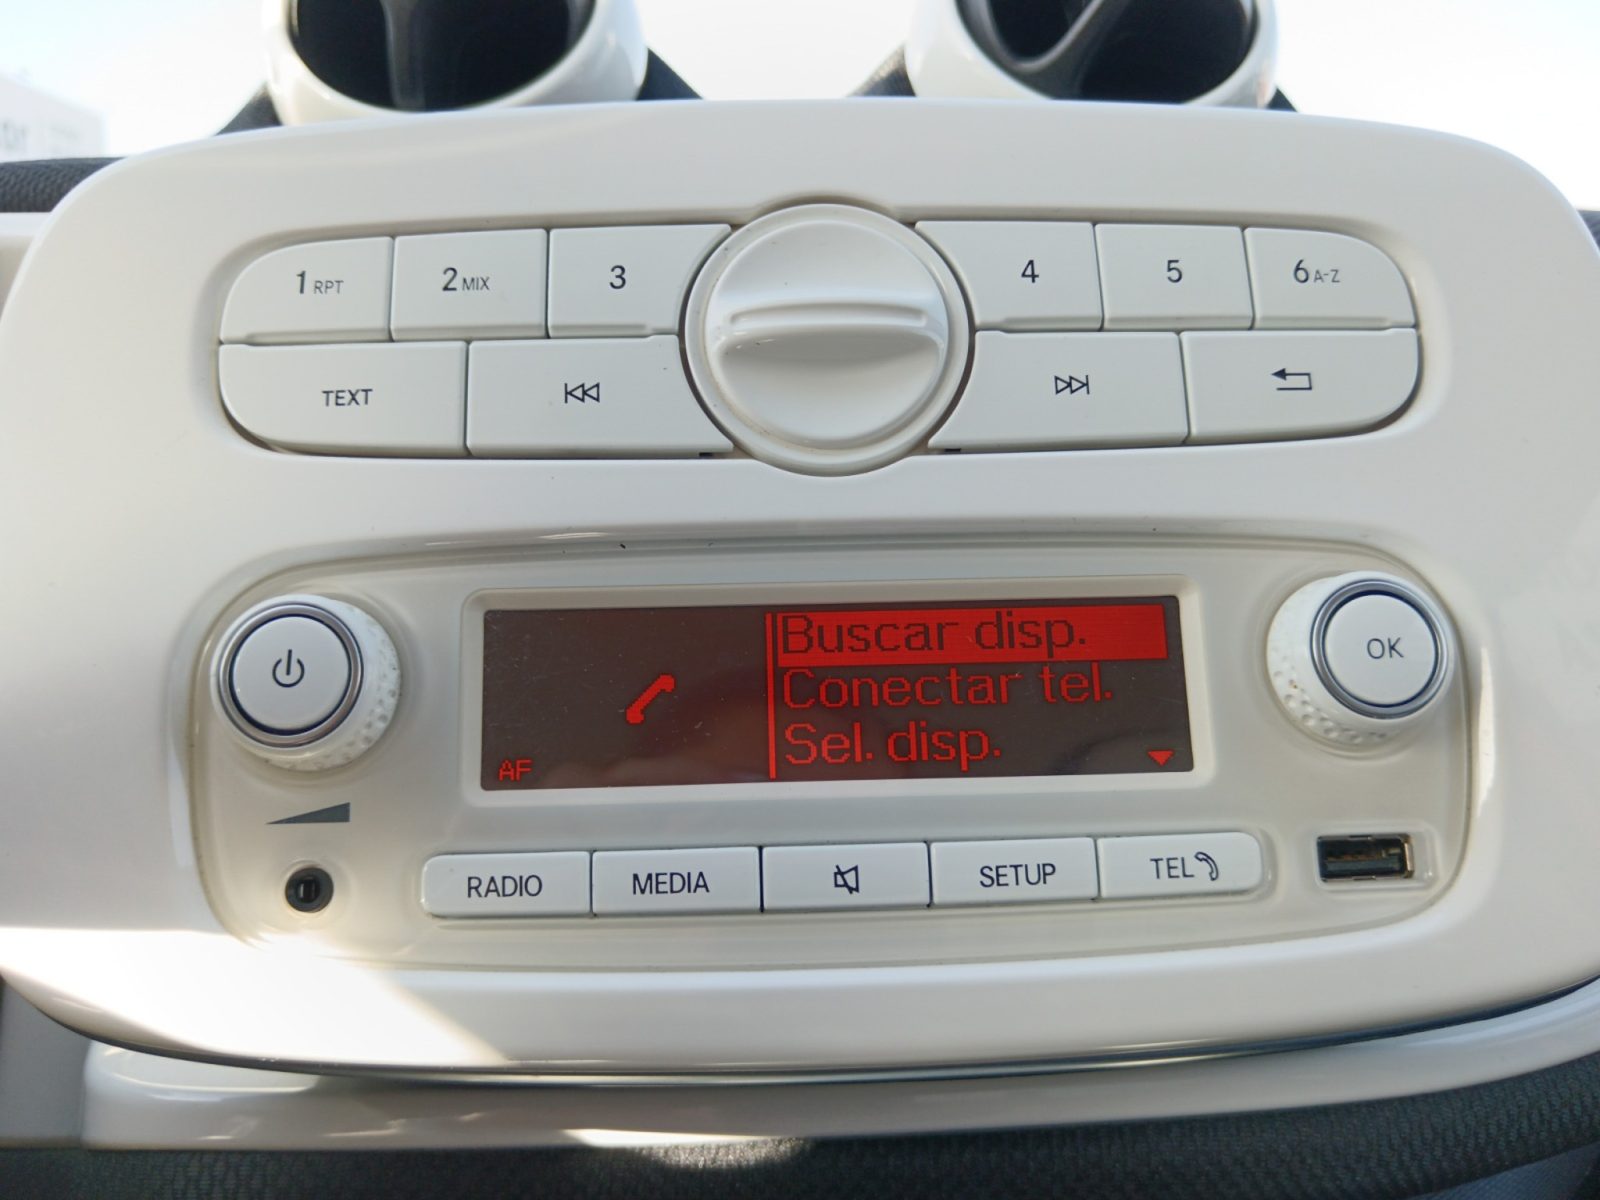 1 RPT
2 MIX
3
4
5
6 A-Z
TEXT
Buscar disp.
Conectar tel.
Sel. disp.
AF
OK
RADIO
MEDIA
SETUP
TEL